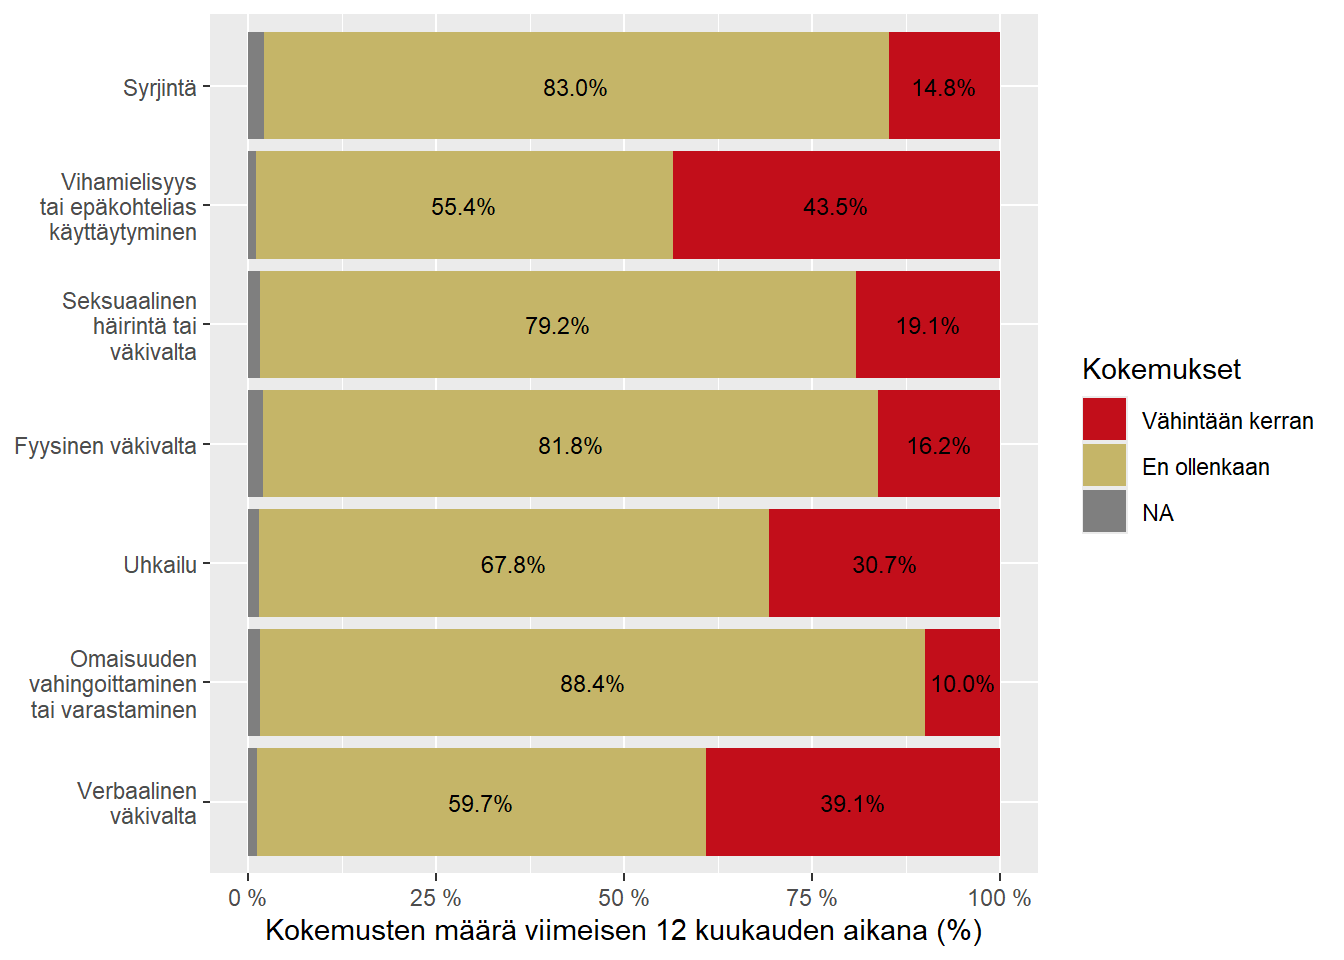 Syrjintä
83.0%
14.8%
Vihamielisyys
tai epäkohtelias
käyttäytyminen
55.4%
43.5%
Seksuaalinen
häirintä tai
väkivalta
79.2%
19.1%
Fyysinen väkivalta
81.8%
16.2%
Uhkailu
67.8%
30.7%
Omaisuuden
vahingoittaminen
tai varastaminen
88.4%
10.0%
Verbaalinen
väkivalta
59.7%
39.1%
0 %
25 %
50 %
75 %
100 %
Kokemusten määrä viimeisen 12 kuukauden aikana (%)
Kokemukset
Vähintään kerran
En ollenkaan
NA